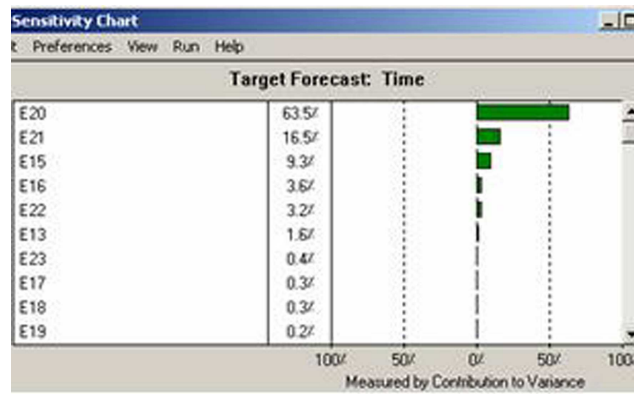 Sensitivity Chart
t Preferences View Run Help
Target Forecast: Time
E20 63.5%
E21 16.5%
E15 9.3%
E16 3.6%
E22 3.2%
E13 1.6%
E23 0.4%
E17 0.3%
E18 0.3%
E19 0.2%
100% 50% 0% 50% 100%
Measured by Contribution to Variance